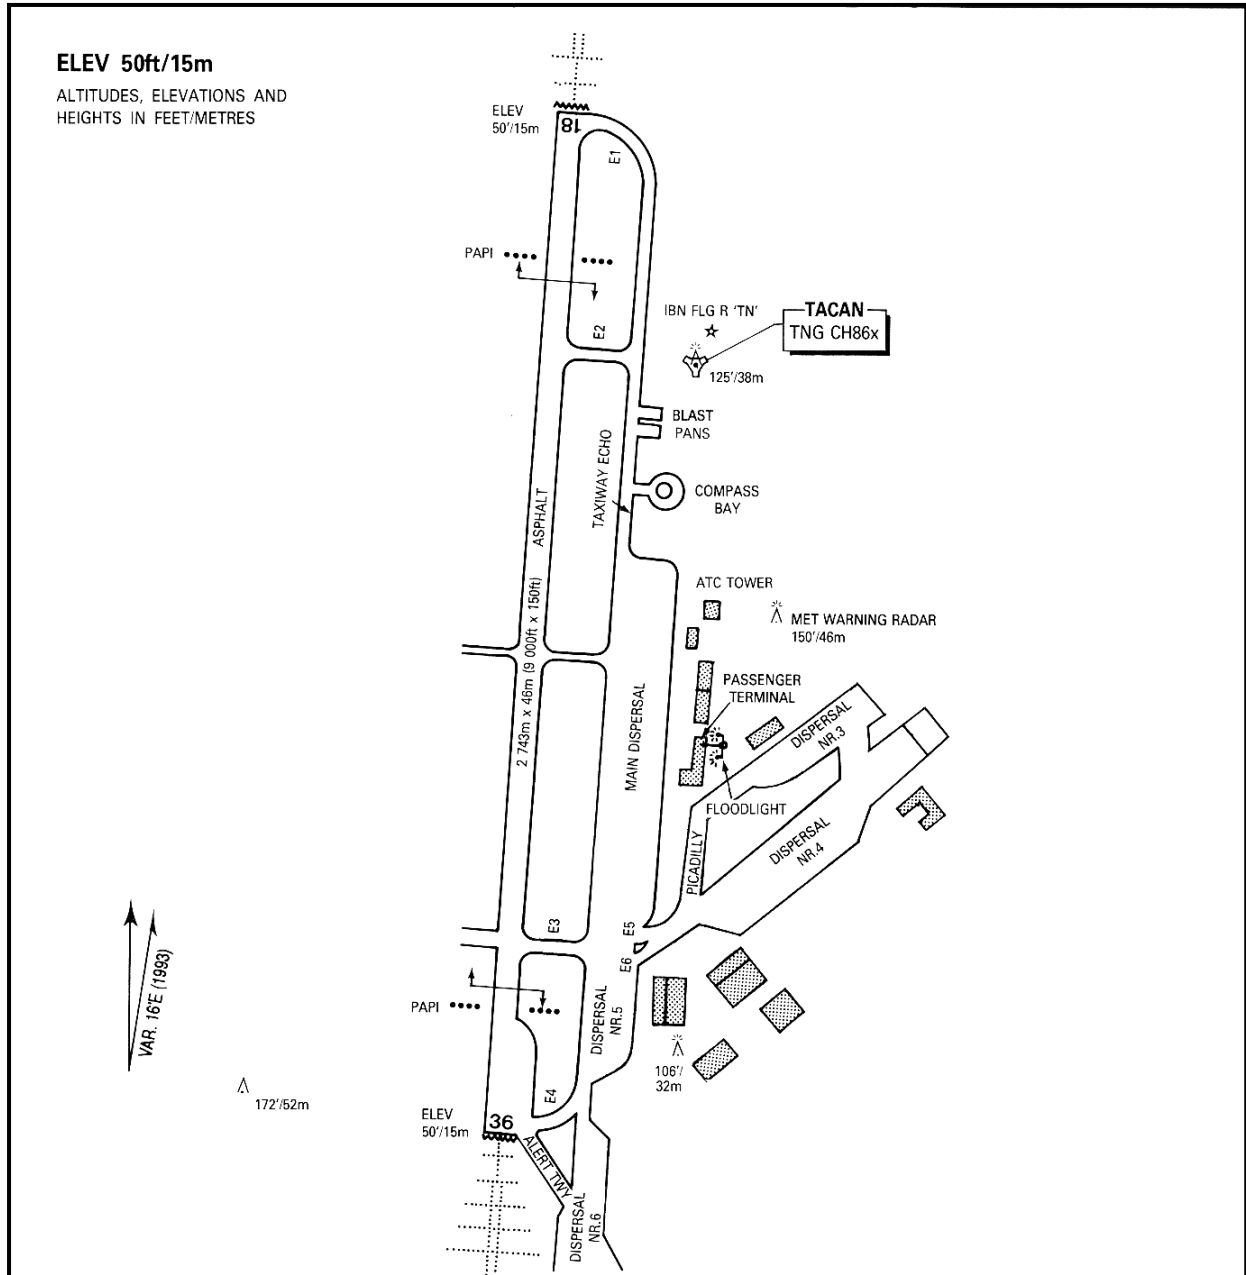 ELEV 50ft/15m
ALTITUDES, ELEVATIONS AND
HEIGHTS IN FEET/METRES
ELEV
50'/15m
18
E1
PAPI
E2
IBN FLG R 'TN'
TACAN
TNG CH86x
125'/38m
BLAST
PANS
TAXIWAY ECHO
COMPASS
BAY
ASPHALT
2 743m x 46m (9 000ft x 150ft)
ATC TOWER
MET WARNING RADAR
150'/46m
PASSENGER
TERMINAL
MAIN DISPERSAL
DISPERSAL
NR.3
FLOODLIGHT
PICADILLY
DISPERSAL
NR.4
E3
E5
E6
VAR. 16'E (1993)
PAPI
DISPERSAL
NR.5
106'/
32m
172'/52m
E4
ELEV
50'/15m
36
ALERT TWY
DISPERSAL
NR.6